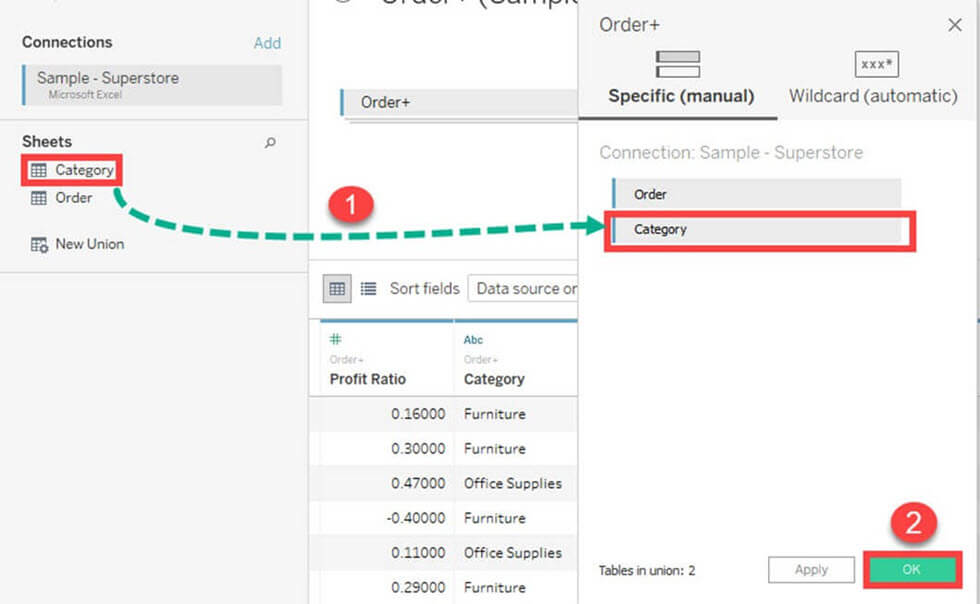 Order+ (Sample
Connections
Add
Sample - Superstore
Microsoft Excel
Sheets
Category
Order
New Union
Order+
1
Sort fields
Data source or
#
Order+
Profit Ratio
Abc
Order+
Category
0.16000 Furniture
0.30000 Furniture
0.47000 Office Supplies
-0.40000 Furniture
0.11000 Office Supplies
0.29000 Furniture
Order+
xxx*
Specific (manual)
Wildcard (automatic)
Connection: Sample - Superstore
Order
Category
2
Tables in union: 2
Apply
OK